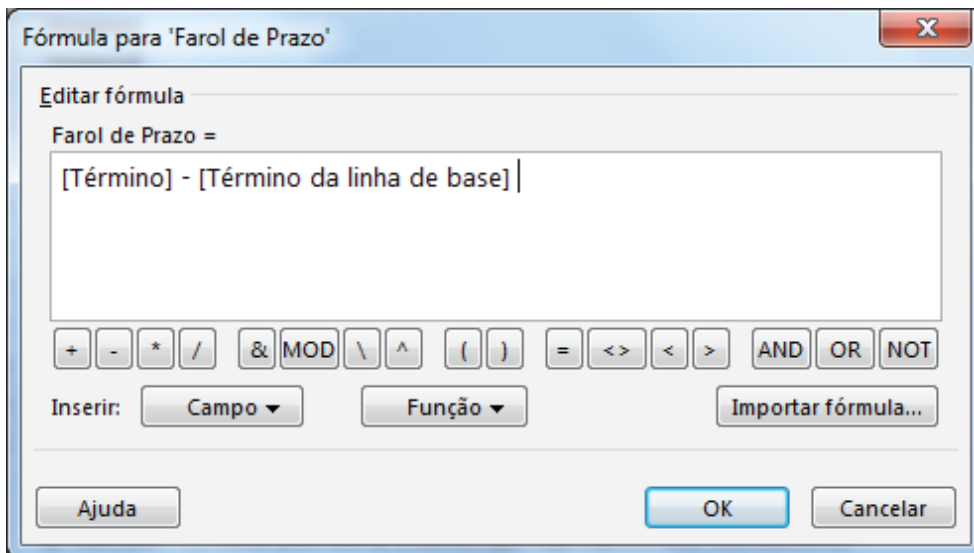 Fórmula para 'Farol de Prazo'
X
Editar fórmula
Farol de Prazo =
[Término] - [Término da linha de base]
+ - * / & MOD \ ^ ( ) = <> < > AND OR NOT
Inserir: Campo Função Importar fórmula...
Ajuda OK Cancelar